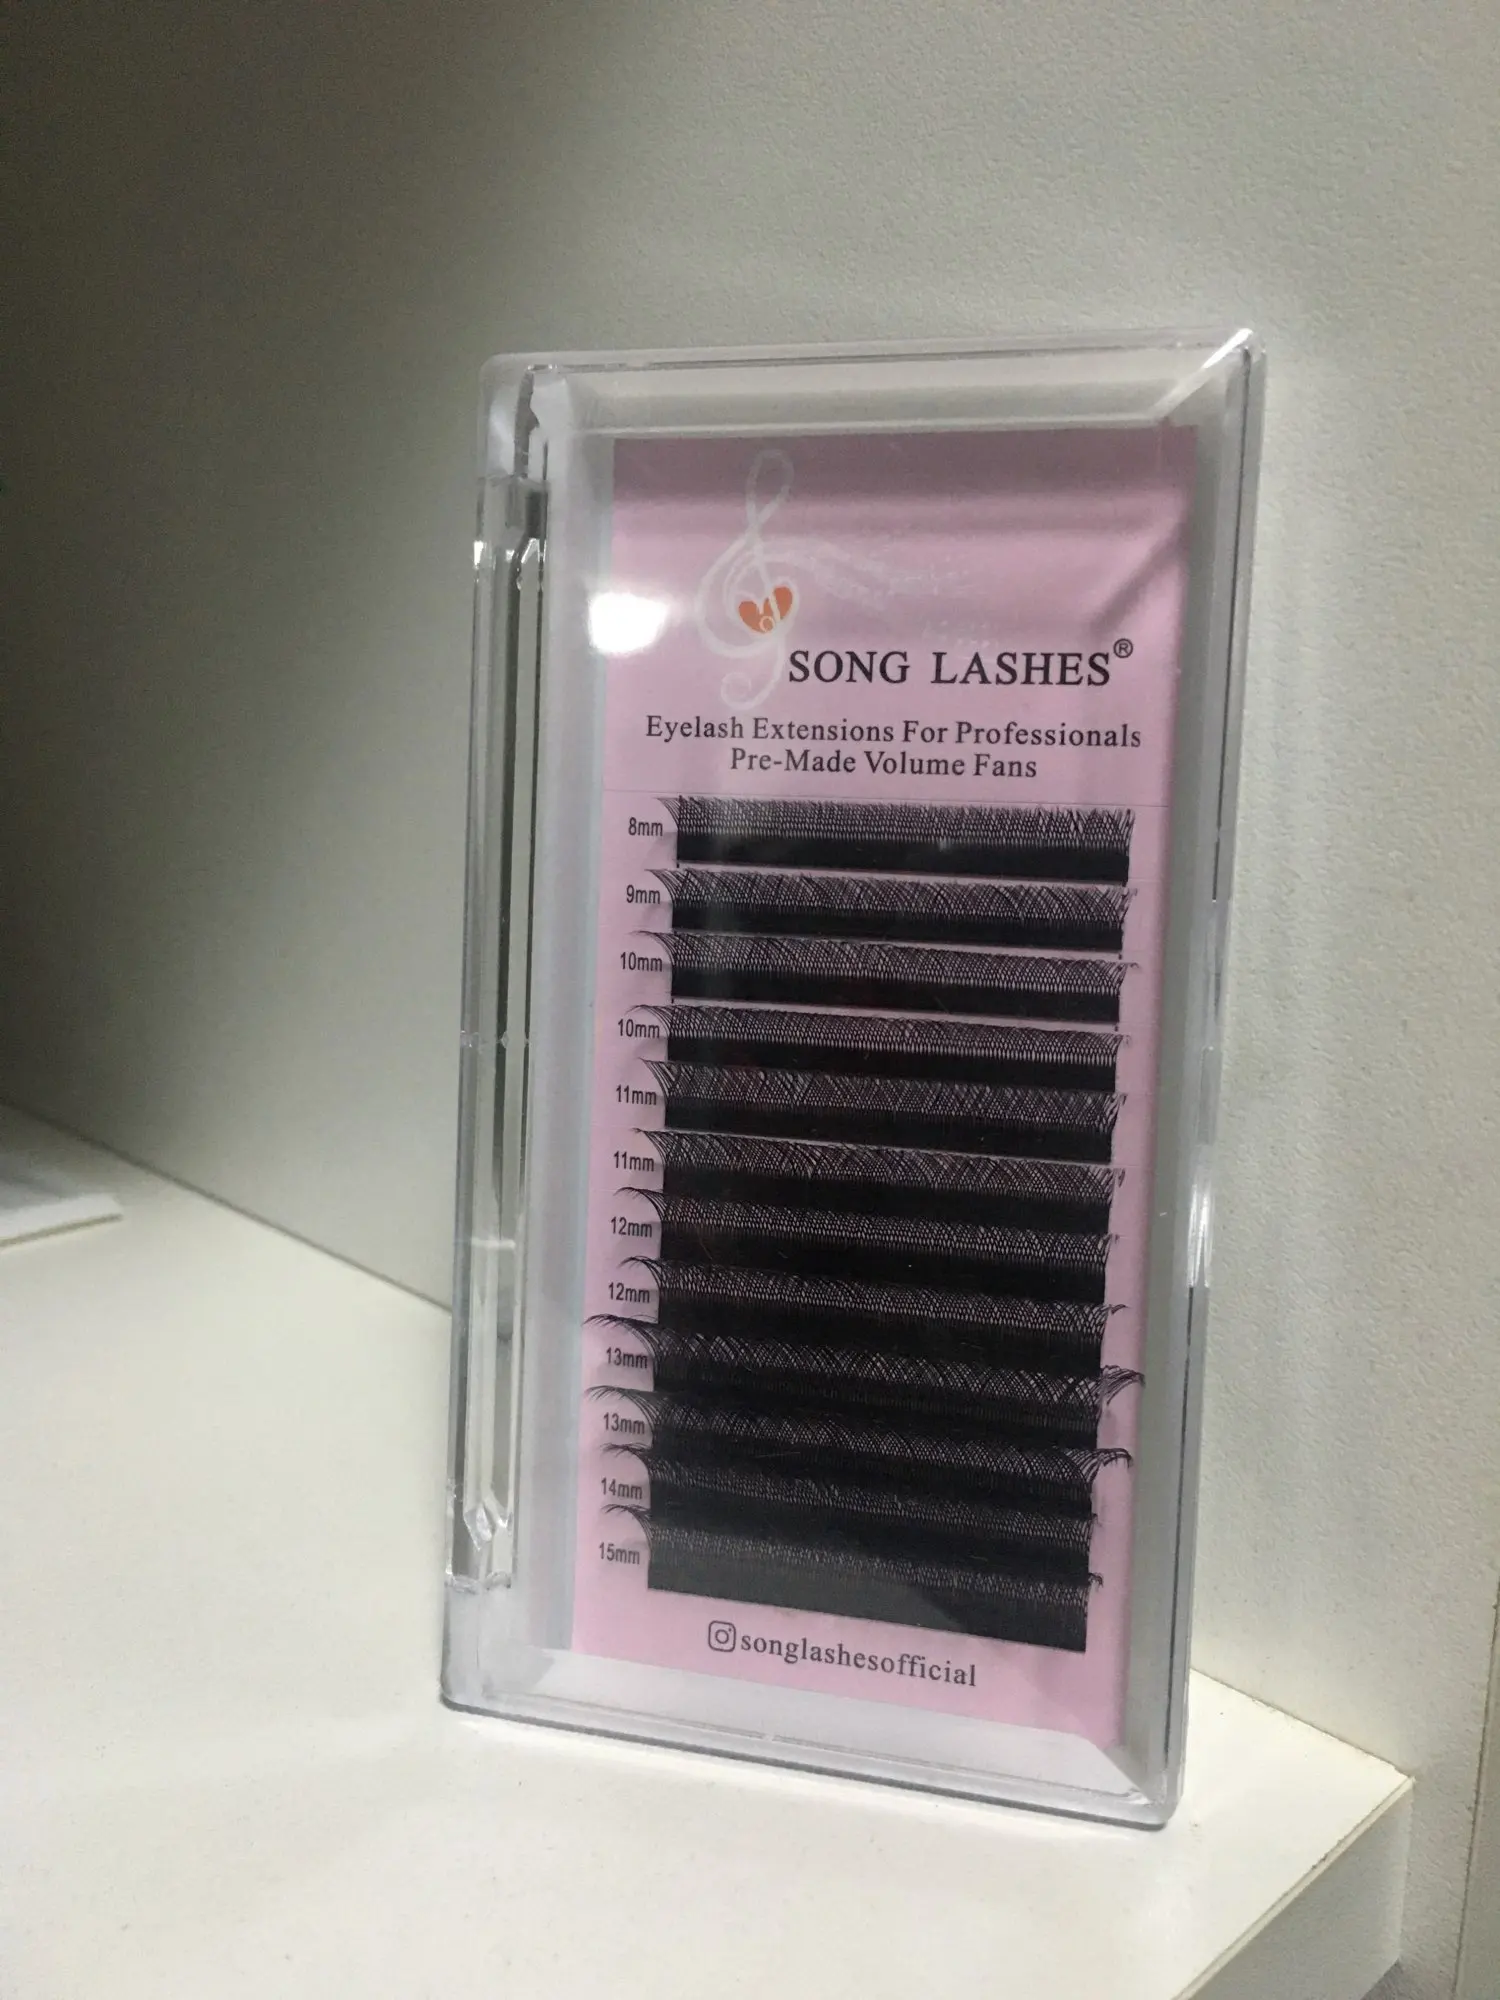 SONG LASHES®
Eyelash Extensions For Professionals
Pre-Made Volume Fans
8mm
9mm
10mm
10mm
11mm
11mm
12mm
12mm
13mm
13mm
14mm
15mm
songlashesofficial